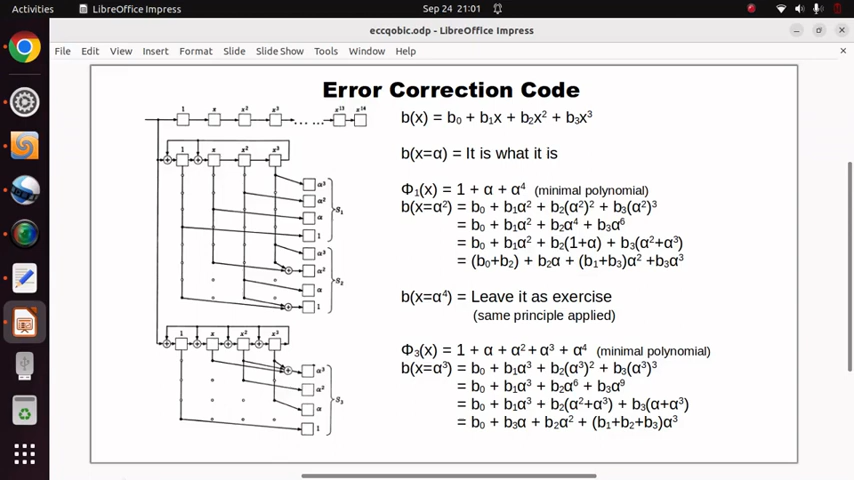 Activities
LibreOffice Impress
Sep 24 21:01
eccqobic.odp - LibreOffice Impress
File Edit View Insert Format Slide Slide Show Tools Window Help
Error Correction Code
1 x x² x³ x¹³ x¹⁴
b(x) = b₀ + b₁x + b₂x² + b₃x³
b(x=α) = It is what it is
1 x x² x³
α³
α²
α
1
S₁
α³
α²
α
1
S₂
Φ₁(x) = 1 + α + α⁴ (minimal polynomial)
b(x=α²) = b₀ + b₁α² + b₂(α²)² + b₃(α²)³
= b₀ + b₁α² + b₂α⁴ + b₃α⁶
= b₀ + b₁α² + b₂(1+α) + b₃(α²+α³)
= (b₀+b₂) + b₂α + (b₁+b₃)α² +b₃α³
b(x=α⁴) = Leave it as exercise
(same principle applied)
1 x x² x³
α³
α²
α
1
S₃
Φ₃(x) = 1 + α + α² + α³ + α⁴ (minimal polynomial)
b(x=α³) = b₀ + b₁α³ + b₂(α³)² + b₃(α³)³
= b₀ + b₁α³ + b₂α⁶ + b₃α⁹
= b₀ + b₁α³ + b₂(α²+α³) + b₃(α+α³)
= b₀ + b₃α + b₂α² + (b₁+b₂+b₃)α³